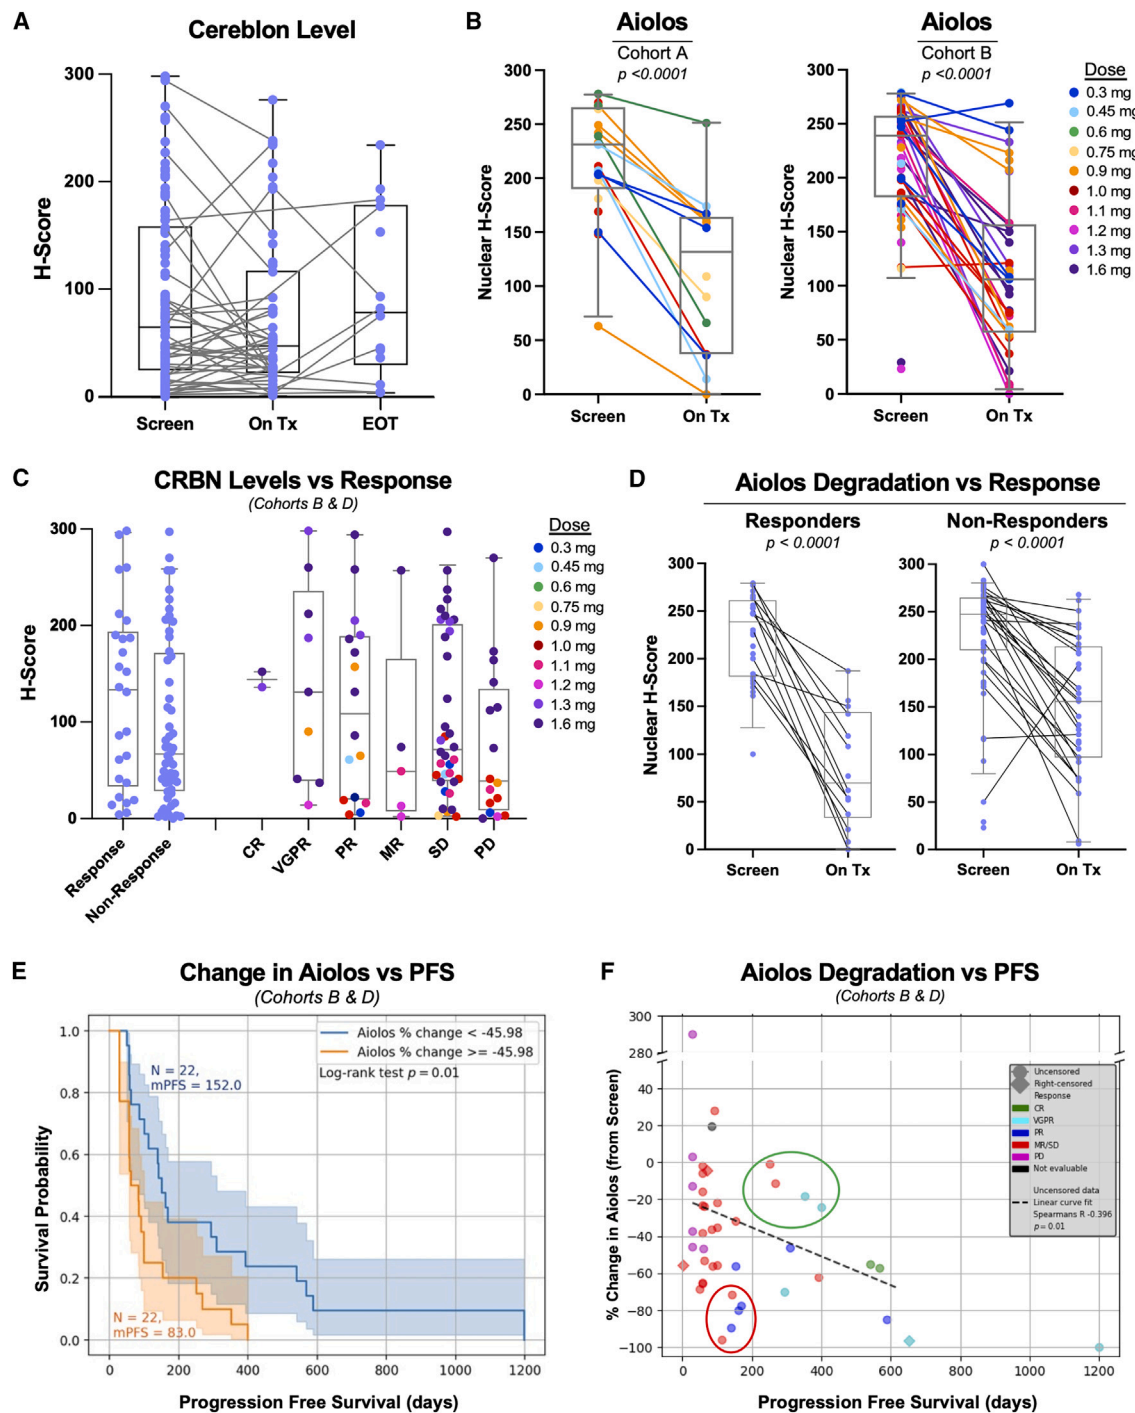 A
Cereblon Level
H-Score
300
200
100
0
Screen
On Tx
EOT
B
Aiolos
Cohort A
p <0.0001
Nuclear H-Score
300
250
200
150
100
50
0
Screen
On Tx
Aiolos
Cohort B
p <0.0001
Nuclear H-Score
300
250
200
150
100
50
0
Screen
On Tx
Dose
0.3 mg
0.45 mg
0.6 mg
0.75 mg
0.9 mg
1.0 mg
1.1 mg
1.2 mg
1.3 mg
1.6 mg
C
CRBN Levels vs Response
(Cohorts B & D)
H-Score
300
200
100
0
Response
Non-Response
CR
VGPR
PR
MR
SD
PD
Dose
0.3 mg
0.45 mg
0.6 mg
0.75 mg
0.9 mg
1.0 mg
1.1 mg
1.2 mg
1.3 mg
1.6 mg
D
Aiolos Degradation vs Response
Responders
p < 0.0001
Nuclear H-Score
300
250
200
150
100
50
0
Screen
On Tx
Non-Responders
p < 0.0001
300
250
200
150
100
50
0
Screen
On Tx
E
Change in Aiolos vs PFS
(Cohorts B & D)
Survival Probability
1.0
0.8
0.6
0.4
0.2
0.0
Aiolos % change < -45.98
Aiolos % change >= -45.98
Log-rank test p = 0.01
N = 22,
mPFS = 152.0
N = 22,
mPFS = 83.0
0
200
400
600
800
1000
1200
Progression Free Survival (days)
F
Aiolos Degradation vs PFS
(Cohorts B & D)
% Change in Aiolos (from Screen)
300
280
40
20
0
−20
−40
−60
−80
−100
Uncensored
Right-censored
Response
CR
VGPR
PR
MR/SD
PD
Not evaluable
Uncensored data
Linear curve fit
Spearmans R -0.396
p = 0.01
0
200
400
600
800
1000
1200
Progression Free Survival (days)